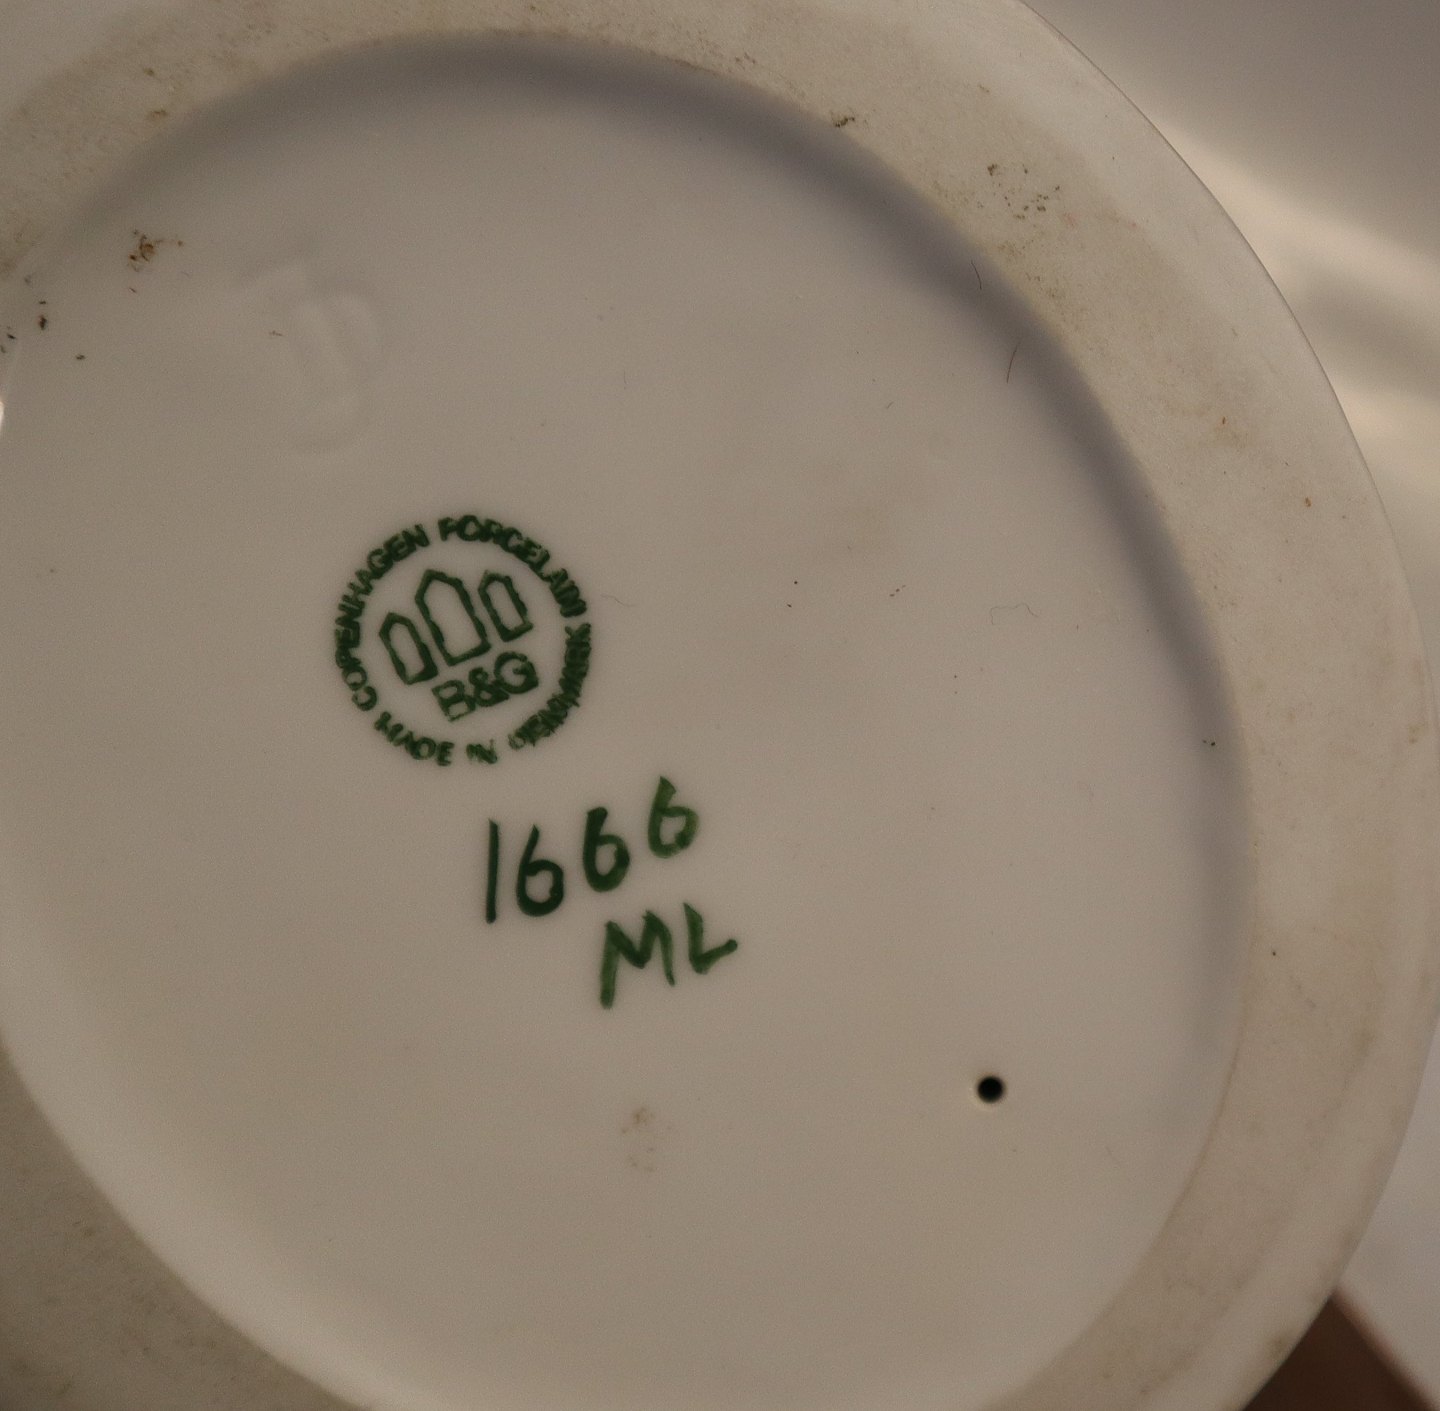 COPENHAGEN PORCELAIN
MADE IN DENMARK
B&G
1666
ML